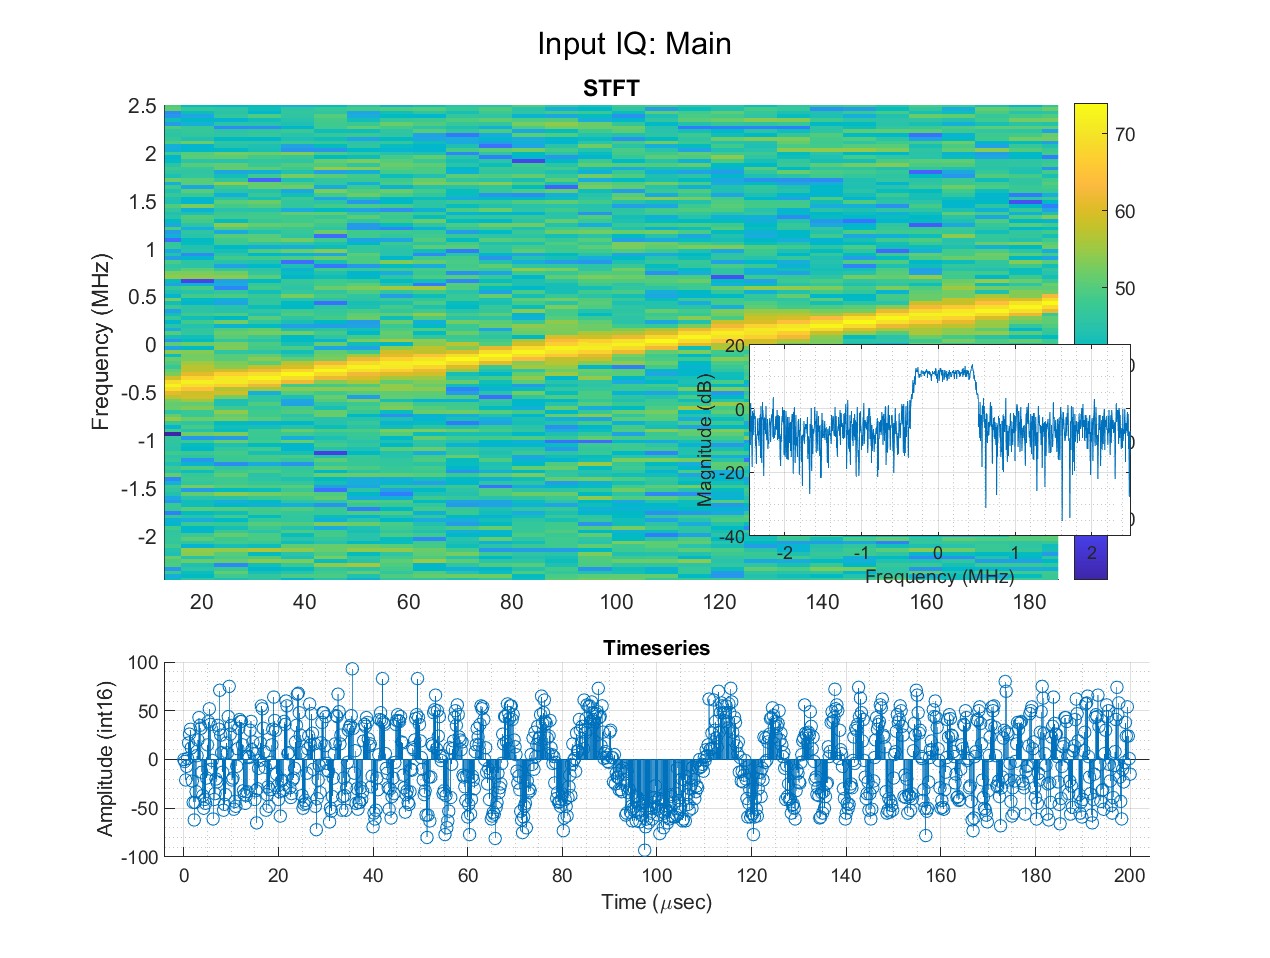 Input IQ: Main
STFT
Frequency (MHz)
2.5
2
1.5
1
0.5
0
-0.5
-1
-1.5
-2
20 40 60 80 100 120 140 160 180
70
60
50
Magnitude (dB)
20
0
-20
-40
-2 -1 0 1 2
Frequency (MHz)
Timeseries
Amplitude (int16)
100
50
0
-50
-100
0 20 40 60 80 100 120 140 160 180 200
Time (μsec)